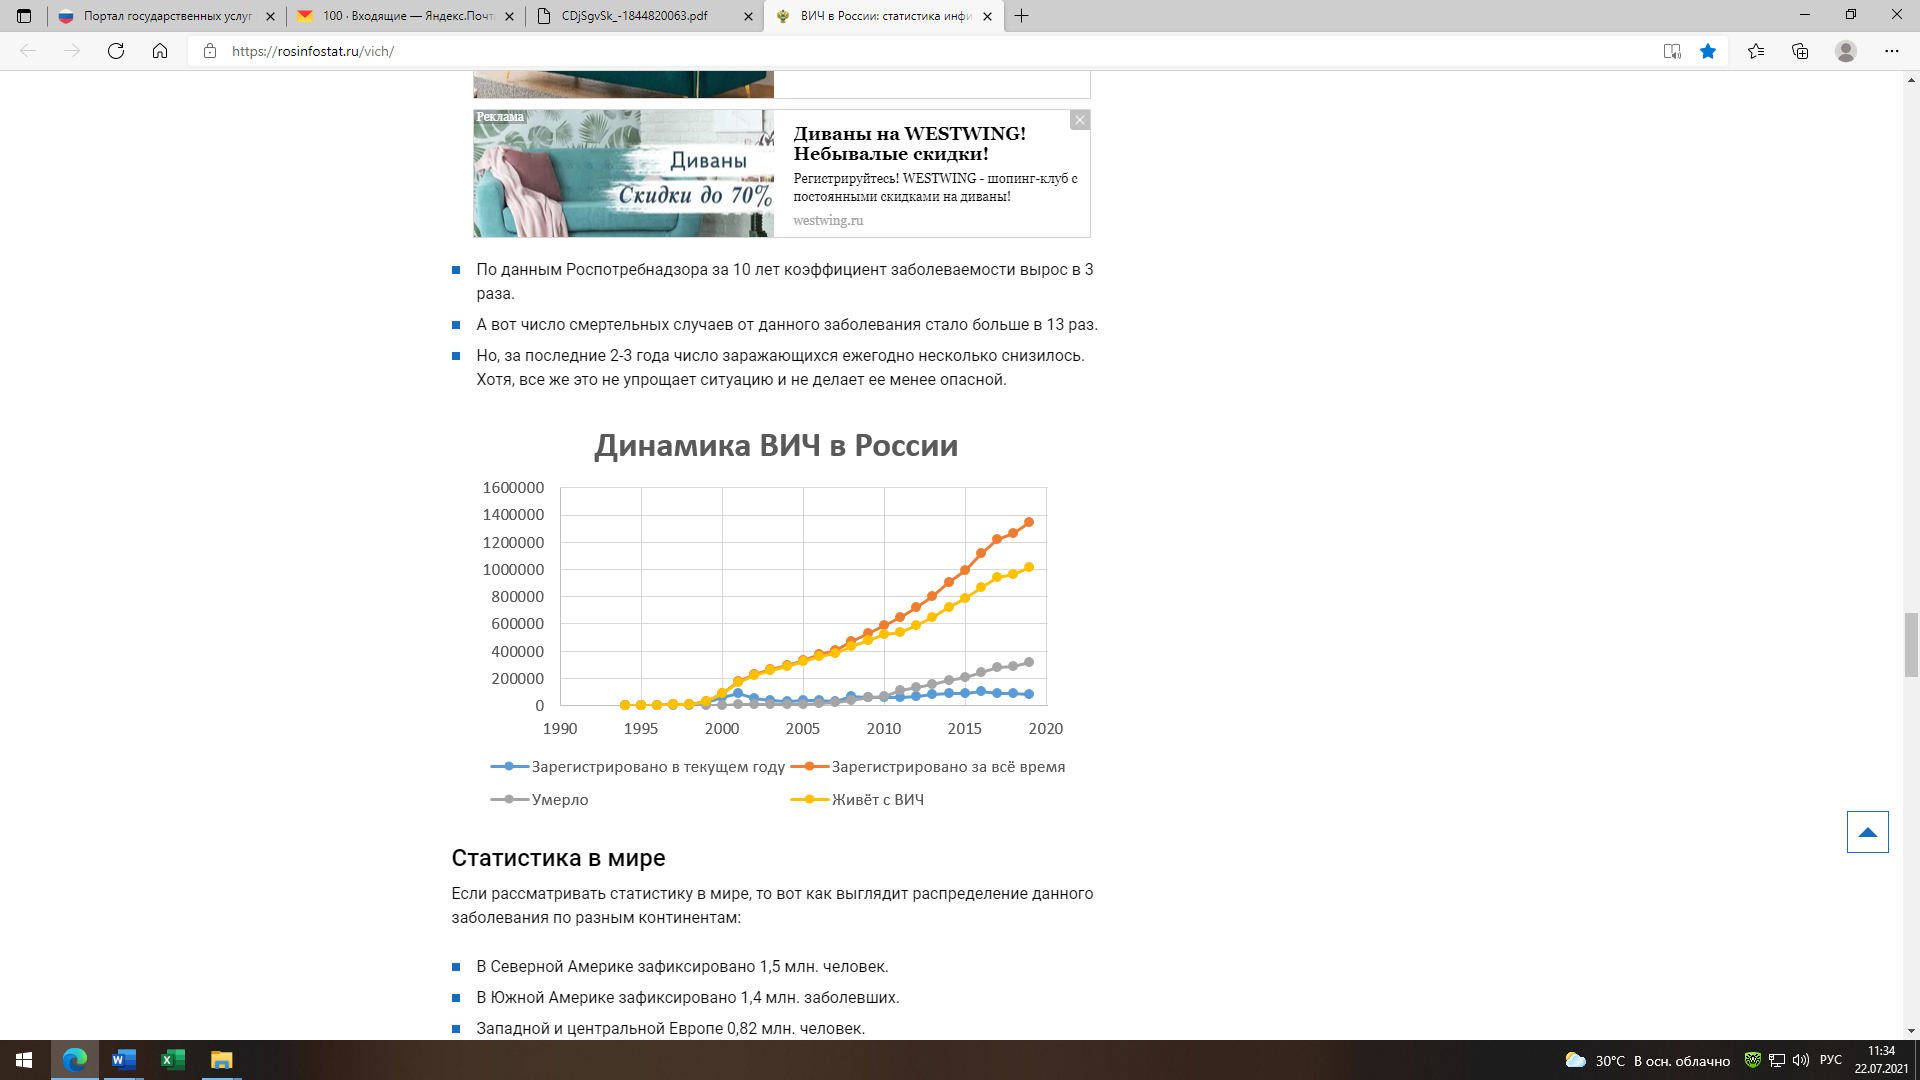 Портал государственных услуг
100 · Входящие — Яндекс.Почт
CDjSgvSk_-1844820063.pdf
ВИЧ в России: статистика инфи
https://rosinfostat.ru/vich/
Реклама
Диваны
Скидки до 70%
Диваны на WESTWING!
Небывалые скидки!
Регистрируйтесь! WESTWING - шопинг-клуб с
постоянными скидками на диваны!
westwing.ru
По данным Роспотребнадзора за 10 лет коэффициент заболеваемости вырос в 3
раза.
А вот число смертельных случаев от данного заболевания стало больше в 13 раз.
Но, за последние 2-3 года число заражающихся ежегодно несколько снизилось.
Хотя, все же это не упрощает ситуацию и не делает ее менее опасной.
Динамика ВИЧ в России
1600000
1400000
1200000
1000000
800000
600000
400000
200000
0
1990 1995 2000 2005 2010 2015 2020
Зарегистрировано в текущем году Зарегистрировано за всё время
Умерло Живёт с ВИЧ
Статистика в мире
Если рассматривать статистику в мире, то вот как выглядит распределение данного
заболевания по разным континентам:
В Северной Америке зафиксировано 1,5 млн. человек.
В Южной Америке зафиксировано 1,4 млн. заболевших.
Западной и центральной Европе 0,82 млн. человек.
30°C В осн. облачно
РУС
11:34
22.07.2021